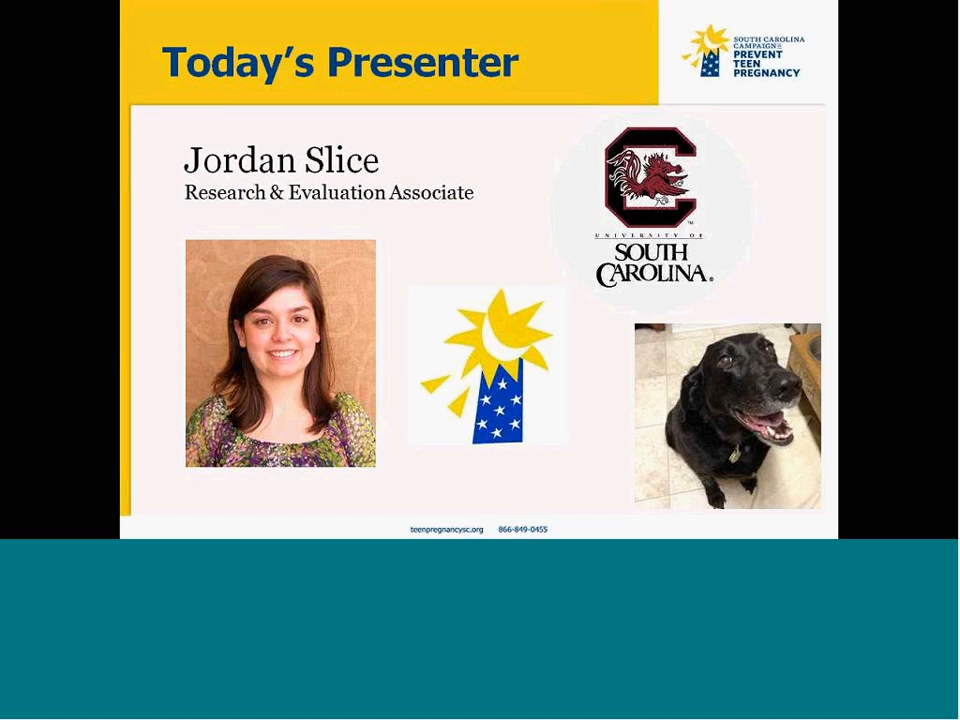 Today's Presenter
SOUTH CAROLINA
CAMPAIGN TO
PREVENT
TEEN
PREGNANCY
Jordan Slice
Research & Evaluation Associate
UNIVERSITY OF
SOUTH
CAROLINA®
teenpregnancysc.org 866-849-0455